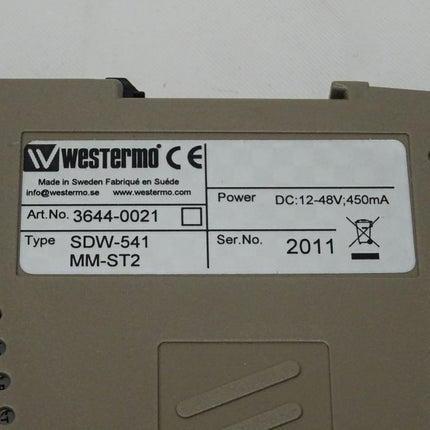 Westermo CE
Made in Sweden Fabriqué en Suéde
info@westermo.se www.westermo.com
Art.No. 3644-0021
Type SDW-541
MM-ST2
Power DC:12-48V;450mA
Ser.No. 2011